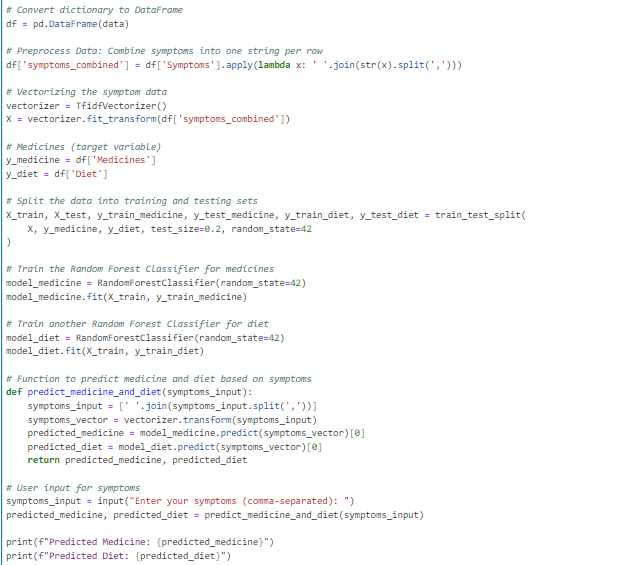 # Convert dictionary to DataFrame
df = pd.DataFrame(data)
# Preprocess Data: Combine symptoms into one string per row
df['symptoms_combined'] = df['Symptoms'].apply(lambda x: ' '.join(str(x).split(',')))
# Vectorizing the symptom data
vectorizer = TfidfVectorizer()
X = vectorizer.fit_transform(df['symptoms_combined'])
# Medicines (target variable)
y_medicine = df['Medicines']
y_diet = df['Diet']
# Split the data into training and testing sets
X_train, X_test, y_train_medicine, y_test_medicine, y_train_diet, y_test_diet = train_test_split(
    X, y_medicine, y_diet, test_size=0.2, random_state=42
)
# Train the Random Forest Classifier for medicines
model_medicine = RandomForestClassifier(random_state=42)
model_medicine.fit(X_train, y_train_medicine)
# Train another Random Forest Classifier for diet
model_diet = RandomForestClassifier(random_state=42)
model_diet.fit(X_train, y_train_diet)
# Function to predict medicine and diet based on symptoms
def predict_medicine_and_diet(symptoms_input):
    symptoms_input = [' '.join(symptoms_input.split(','))]
    symptoms_vector = vectorizer.transform(symptoms_input)
    predicted_medicine = model_medicine.predict(symptoms_vector)[0]
    predicted_diet = model_diet.predict(symptoms_vector)[0]
    return predicted_medicine, predicted_diet
# User input for symptoms
symptoms_input = input("Enter your symptoms (comma-separated): ")
predicted_medicine, predicted_diet = predict_medicine_and_diet(symptoms_input)
print(f"Predicted Medicine: {predicted_medicine}")
print(f"Predicted Diet: {predicted_diet}")